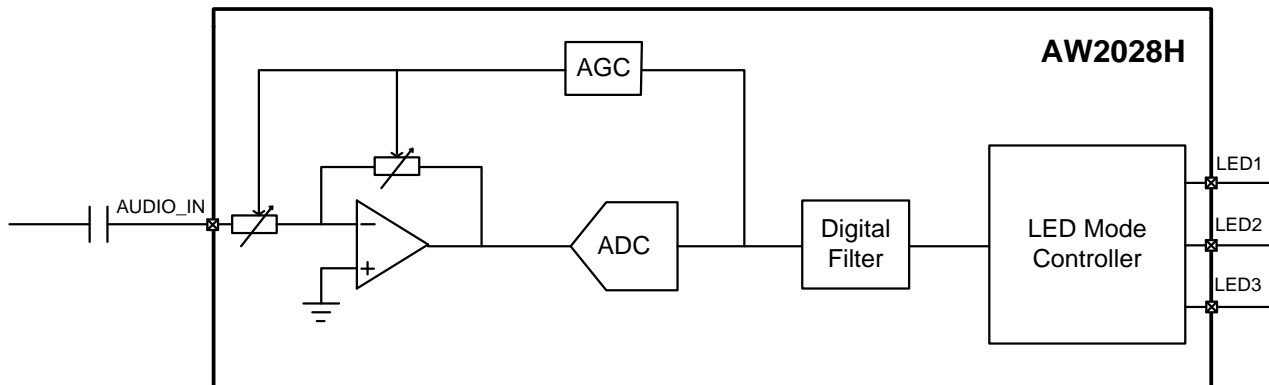 AW2028H
AGC
AUDIO_IN
ADC
Digital
Filter
LED Mode
Controller
LED1
LED2
LED3